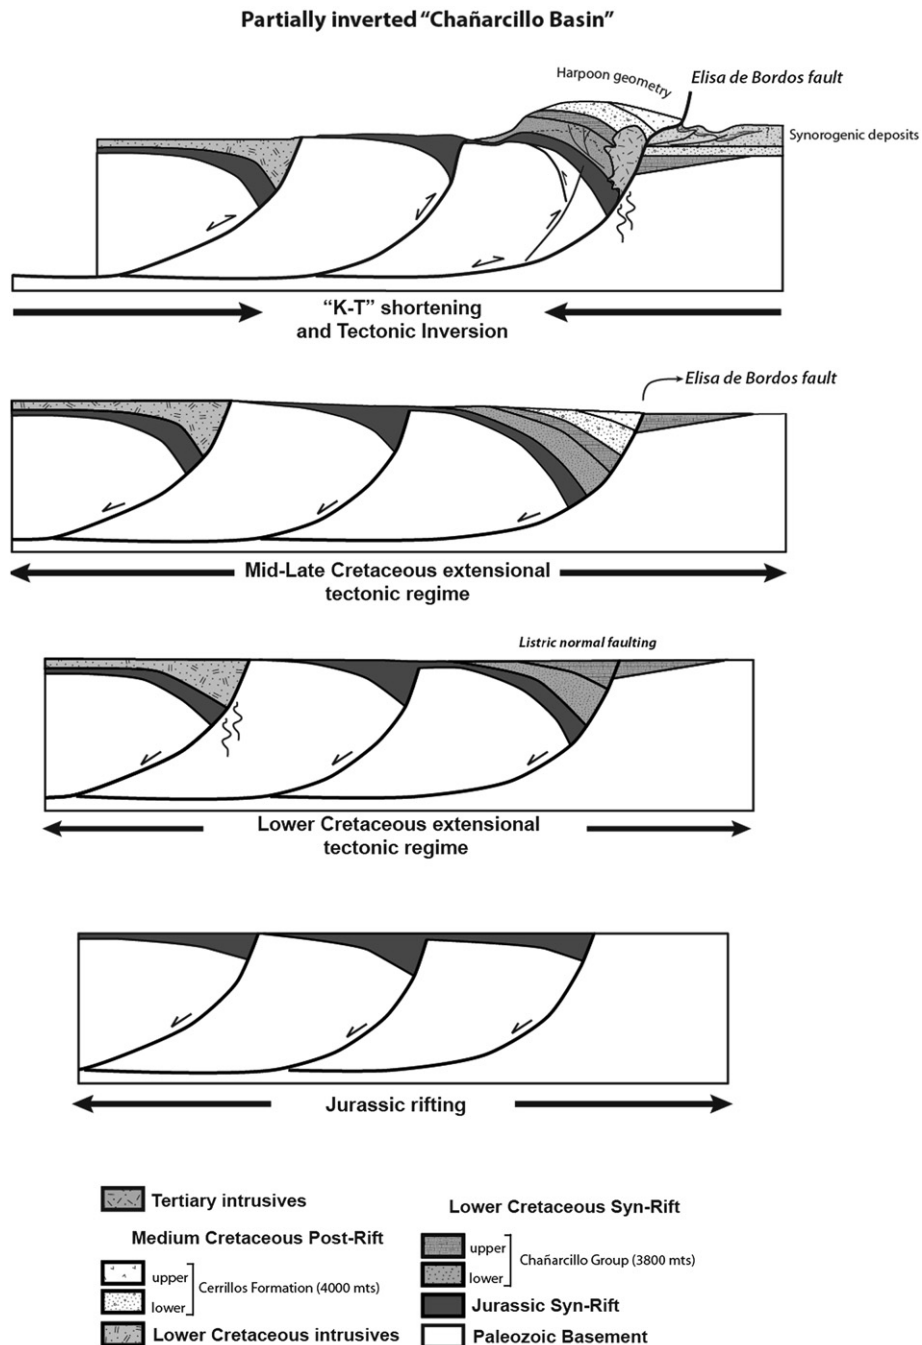 Partially inverted “Chañarcillo Basin”
Harpoon geometry
Elisa de Bordos fault
Synorogenic deposits
“K-T” shortening
and Tectonic Inversion
Elisa de Bordos fault
Mid-Late Cretaceous extensional
tectonic regime
Listric normal faulting
Lower Cretaceous extensional
tectonic regime
Jurassic rifting
Tertiary intrusives
Medium Cretaceous Post-Rift
upper
Cerrillos Formation (4000 mts)
lower
Lower Cretaceous intrusives
Lower Cretaceous Syn-Rift
upper
Chañarcillo Group (3800 mts)
lower
Jurassic Syn-Rift
Paleozoic Basement